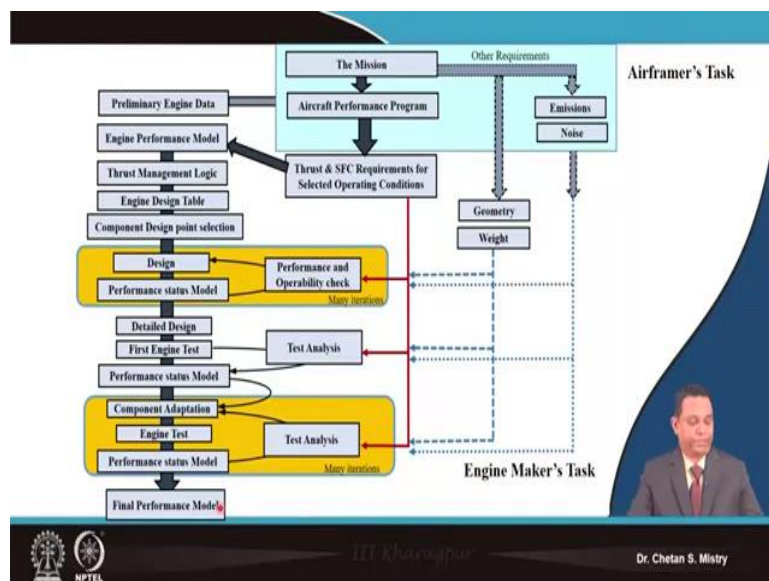 Other Requirements
The Mission
Airframer's Task
Preliminary Engine Data
Aircraft Performance Program
Emissions
Noise
Engine Performance Model
Thrust Management Logic
Thrust & SFC Requirements for
Selected Operating Conditions
Engine Design Table
Geometry
Component Design point selection
Weight
Design
Performance and
Operability check
Performance status Model
Many iterions
Detailed Design
First Engine Test
Test Analysis
Performance status Model
Component Adaptation
Engine Test
Test Analysis
Performance status Model
Many iterions
Engine Maker's Task
Final Performance Model
IIT Kharagpur
NPTEL
Dr. Chetan S. Mistry